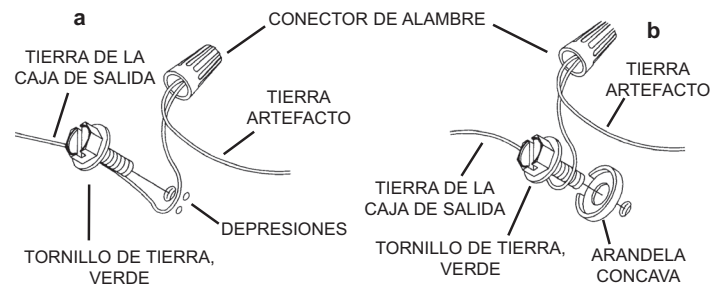 a
CONECTOR DE ALAMBRE
b
TIERRA DE LA
CAJA DE SALIDA
TIERRA
ARTEFACTO
TIERRA
ARTEFACTO
TIERRA DE LA
CAJA DE SALIDA
DEPRESIONES
TORNILLO DE TIERRA,
VERDE
TORNILLO DE TIERRA,
VERDE
ARANDELA
CONCAVA